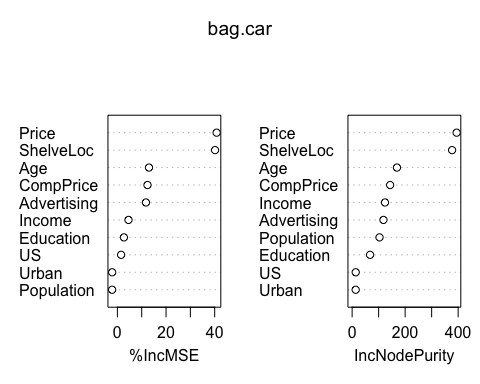 bag.car
Price
ShelveLoc
Age
CompPrice
Advertising
Income
Education
US
Urban
Population
0 20 40
%IncMSE
Price
ShelveLoc
Age
CompPrice
Income
Advertising
Population
Education
US
Urban
0 200 400
IncNodePurity